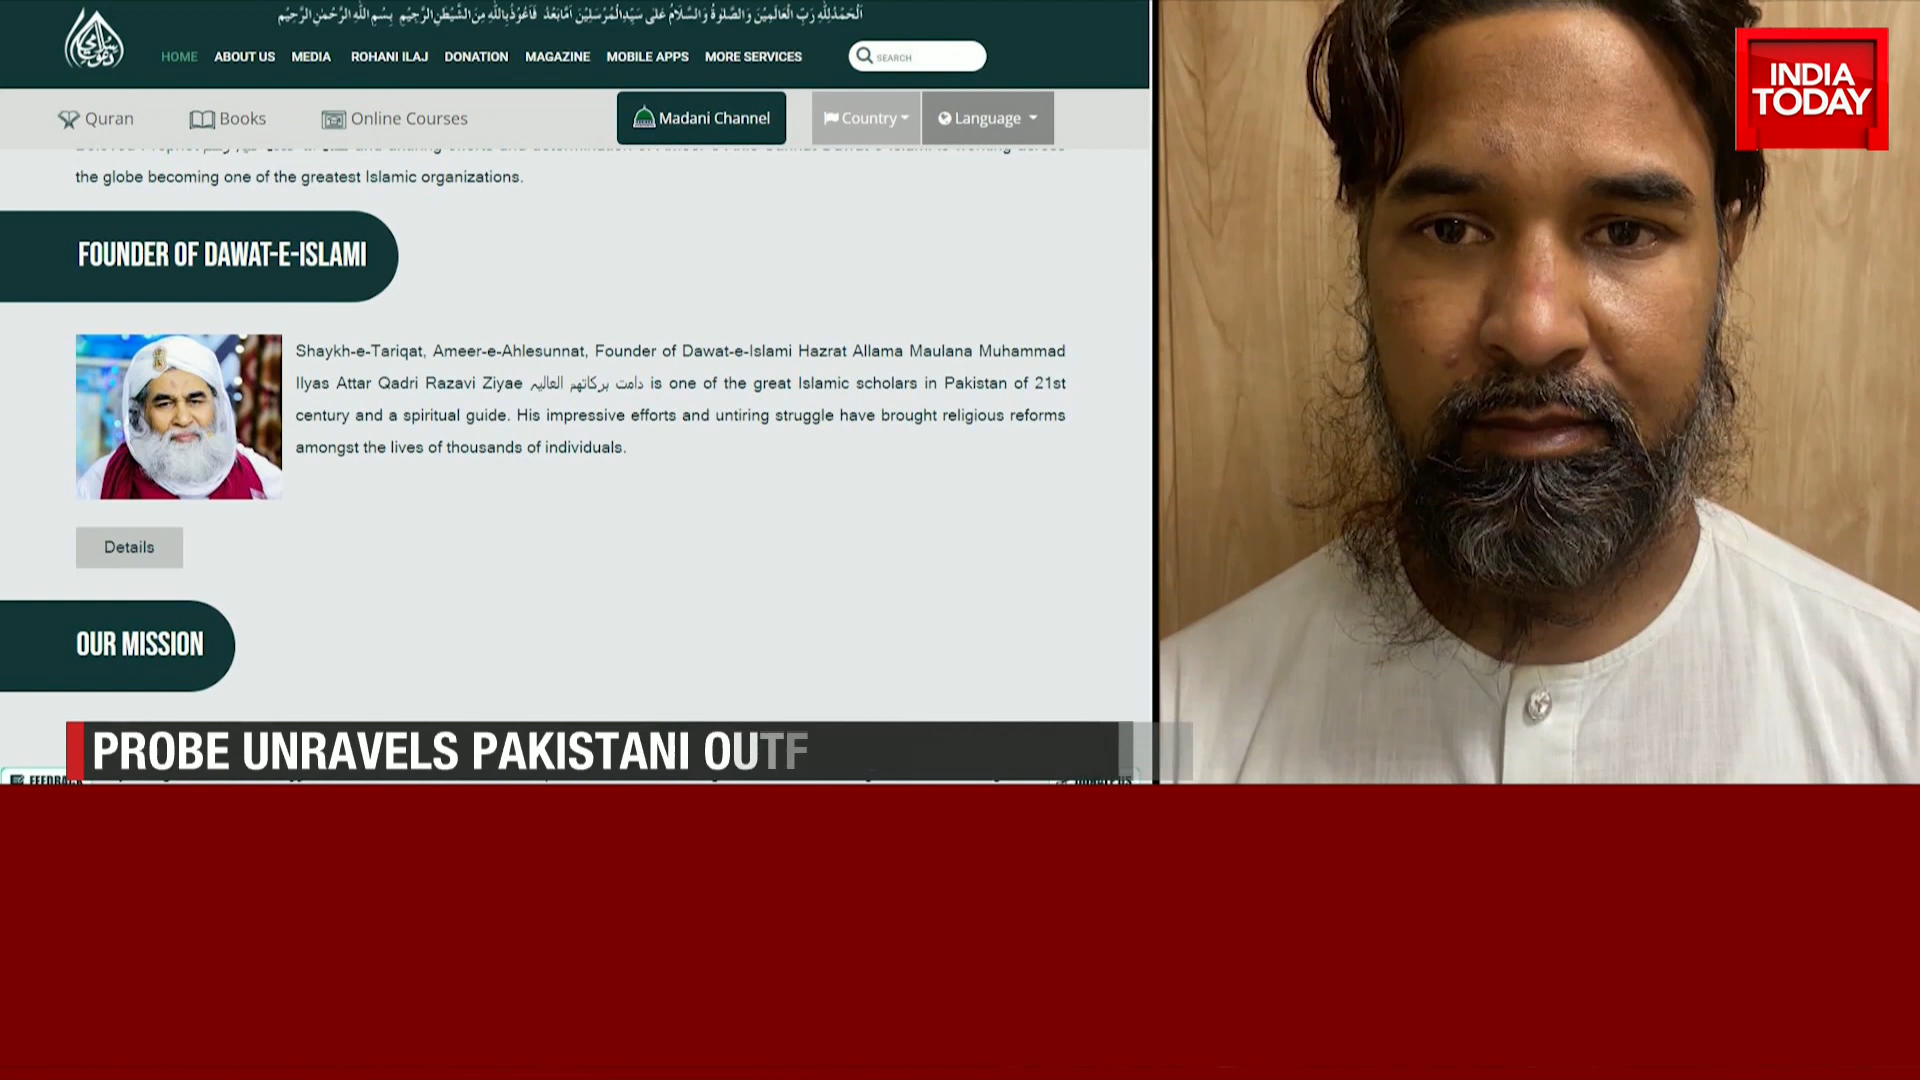 اَلْحَمْدُلِلّٰهِ رَبِّ الْعَالَمِيْنَ وَالصَّلٰوةُ وَالسَّلَامُ عَلٰى سَيِّدِالْمُرْسَلِيْنَ اَمَّابَعْدُ فَاَعُوْذُبِاللّٰهِ مِنَ الشَّيْطٰنِ الرَّجِيْمِ بِسْمِ اللّٰهِ الرَّحْمٰنِ الرَّحِيْمِ
HOME ABOUT US MEDIA ROHANI ILAJ DONATION MAGAZINE MOBILE APPS MORE SERVICES SEARCH
INDIA
TODAY
Quran Books Online Courses Madani Channel Country Language
the globe becoming one of the greatest Islamic organizations.
FOUNDER OF DAWAT-E-ISLAMI
Shaykh-e-Tariqat, Ameer-e-Ahlesunnat, Founder of Dawat-e-Islami Hazrat Allama Maulana Muhammad
Ilyas Attar Qadri Razavi Ziyae دامت برکاتھم العالیہ is one of the great Islamic scholars in Pakistan of 21st
century and a spiritual guide. His impressive efforts and untiring struggle have brought religious reforms
amongst the lives of thousands of individuals.
Details
OUR MISSION
PROBE UNRAVELS PAKISTANI OUTF
FEEDBACK